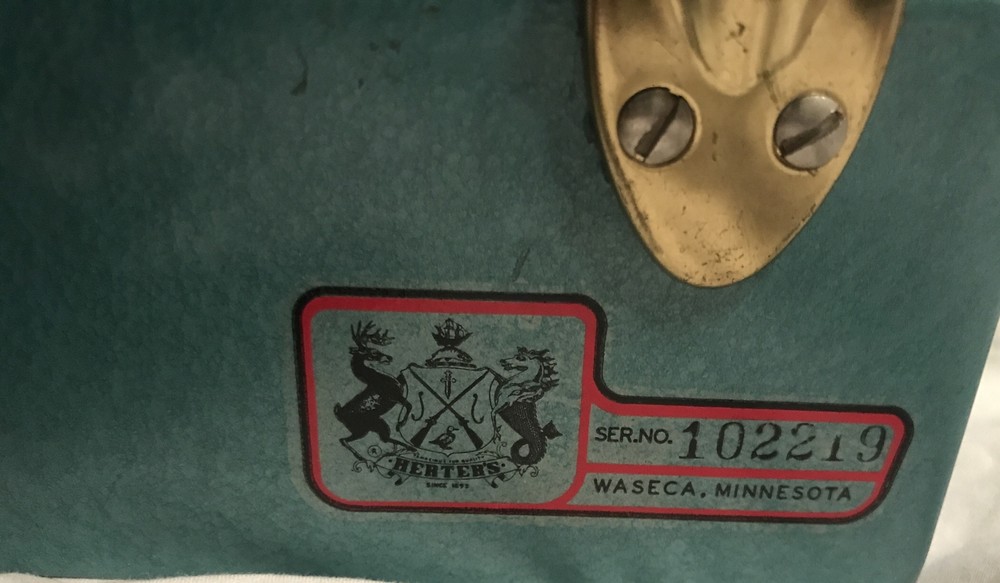 HERTER'S
SINCE 1893
SER.NO. 102219
WASECA, MINNESOTA